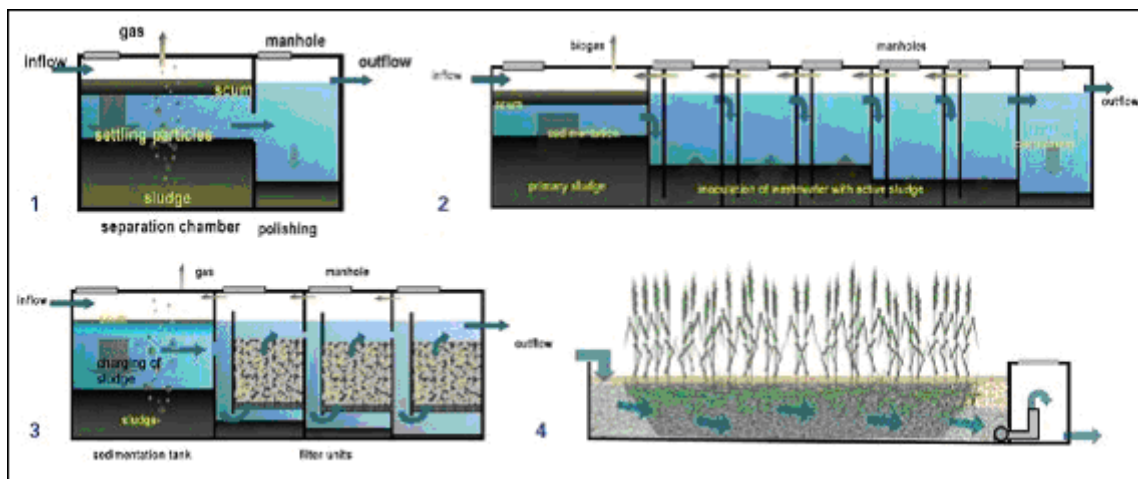 gas
manhole
inflow
outflow
scum
settling particles
sludge
1
separation chamber
polishing
biogas
manholes
inflow
outflow
scum
sedimentation
primary sludge
inoculation of wastewater with active sludge
2
gas
manhole
inflow
outflow
charging of
sludge
sludge
3
sedimentation tank
filter units
4